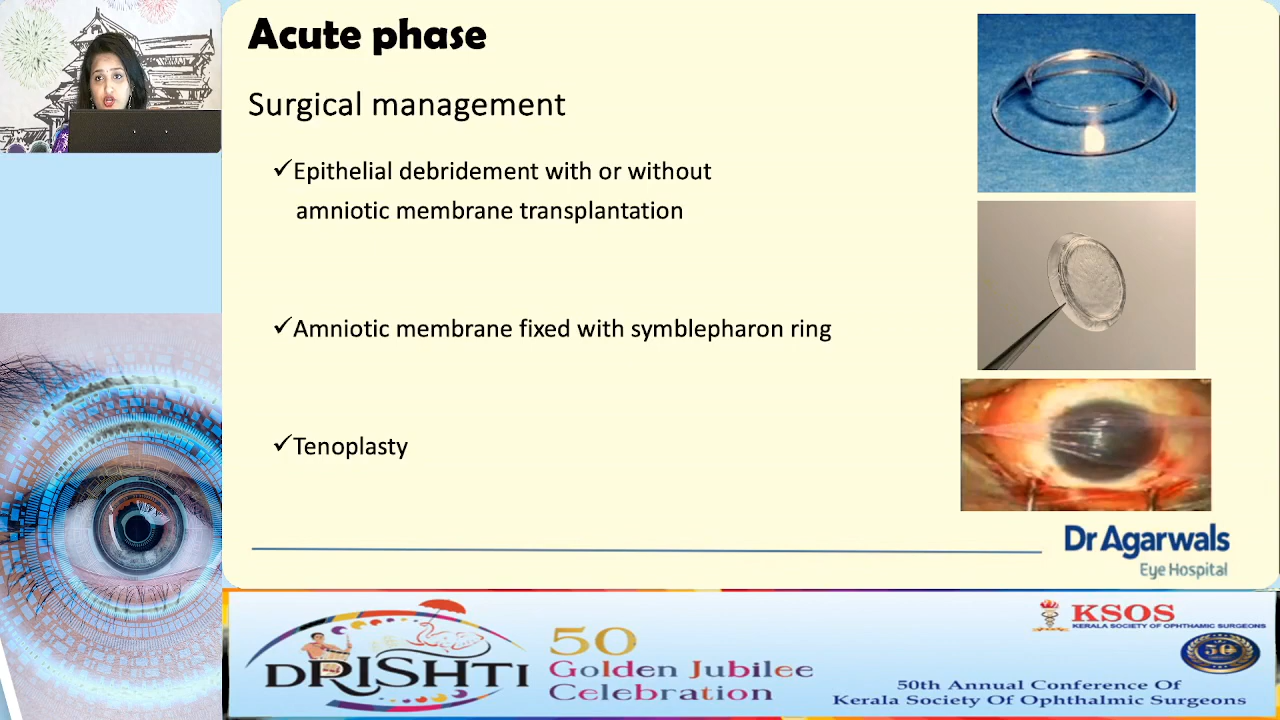 Acute phase
Surgical management
✓Epithelial debridement with or without
amniotic membrane transplantation
✓Amniotic membrane fixed with symblepharon ring
✓Tenoplasty
Dr Agarwals
Eye Hospital
DRISHTI
50
Golden Jubilee
Celebration
KSOS
KERALA SOCIETY OF OPHTHAMIC SURGEONS
50
50th Annual Conference Of
Kerala Society Of Ophthalmic Surgeons